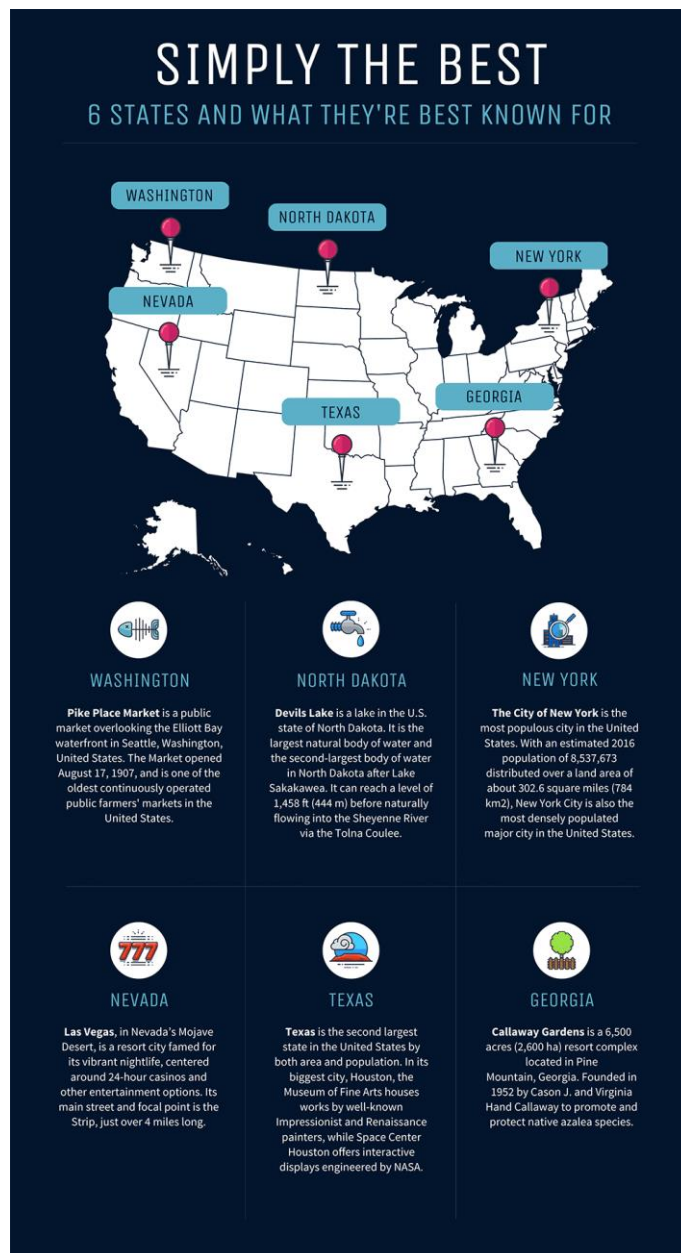 SIMPLY THE BEST
6 STATES AND WHAT THEY'RE BEST KNOWN FOR
WASHINGTON
NORTH DAKOTA
NEW YORK
NEVADA
GEORGIA
TEXAS
WASHINGTON
Pike Place Market is a public
market overlooking the Elliott Bay
waterfront in Seattle, Washington,
United States. The Market opened
August 17, 1907, and is one of the
oldest continuously operated
public farmers' markets in the
United States.
NORTH DAKOTA
Devils Lake is a lake in the U.S.
state of North Dakota. It is the
largest natural body of water and
the second-largest body of water
in North Dakota after Lake
Sakakawea. It can reach a level of
1,458 ft (444 m) before naturally
flowing into the Sheyenne River
via the Tolna Coulee.
NEW YORK
The City of New York is the
most populous city in the United
States. With an estimated 2016
population of 8,537,673
distributed over a land area of
about 302.6 square miles (784
km2), New York City is also the
most densely populated
major city in the United States.
777
NEVADA
Las Vegas, in Nevada's Mojave
Desert, is a resort city famed for
its vibrant nightlife, centered
around 24-hour casinos and
other entertainment options. Its
main street and focal point is the
Strip, just over 4 miles long.
TEXAS
Texas is the second largest
state in the United States by
both area and population. In its
biggest city, Houston, the
Museum of Fine Arts houses
works by well-known
Impressionist and Renaissance
painters, while Space Center
Houston offers interactive
displays engineered by NASA.
GEORGIA
Callaway Gardens is a 6,500
acres (2,600 ha) resort complex
located in Pine
Mountain, Georgia. Founded in
1952 by Cason J. and Virginia
Hand Callaway to promote and
protect native azalea species.